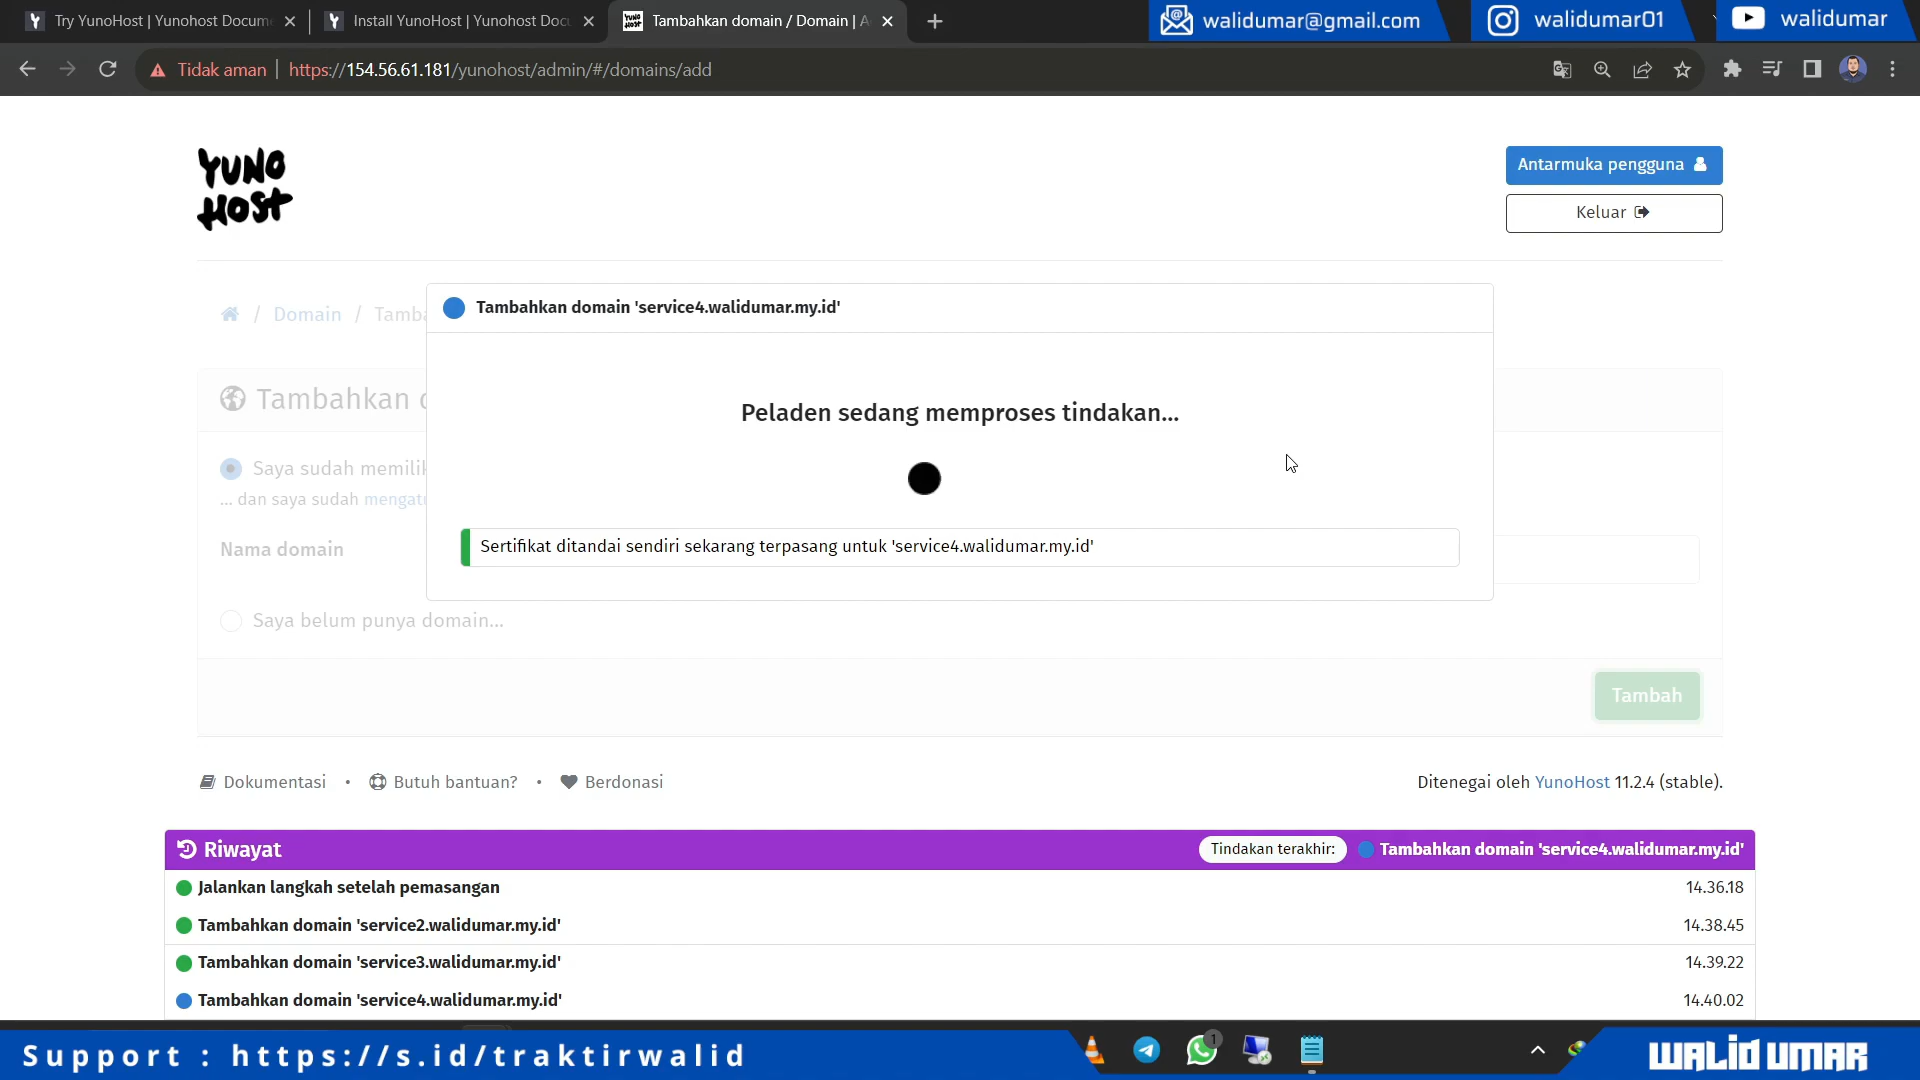 Try YunoHost | Yunohost Docume
Install YunoHost | Yunohost Docu
YUNO HOST
Tambahkan domain / Domain | A
walidumar@gmail.com
walidumar01
walidumar
Tidak aman
https://154.56.61.181/yunohost/admin/#/domains/add
YUNO
HOST
Antarmuka pengguna
Keluar
/ Domain / Tamba
Tambahkan domain 'service4.walidumar.my.id'
Tambahkan d
Peladen sedang memproses tindakan...
Saya sudah memilik
... dan saya sudah mengatu
Nama domain
Sertifikat ditandai sendiri sekarang terpasang untuk 'service4.walidumar.my.id'
Saya belum punya domain...
Tambah
Dokumentasi • Butuh bantuan? • Berdonasi
Ditenegai oleh YunoHost 11.2.4 (stable).
Riwayat
Tindakan terakhir: Tambahkan domain 'service4.walidumar.my.id'
Jalankan langkah setelah pemasangan 14.36.18
Tambahkan domain 'service2.walidumar.my.id' 14.38.45
Tambahkan domain 'service3.walidumar.my.id' 14.39.22
Tambahkan domain 'service4.walidumar.my.id' 14.40.02
Support : https://s.id/traktirwalid
1
WALID UMAR